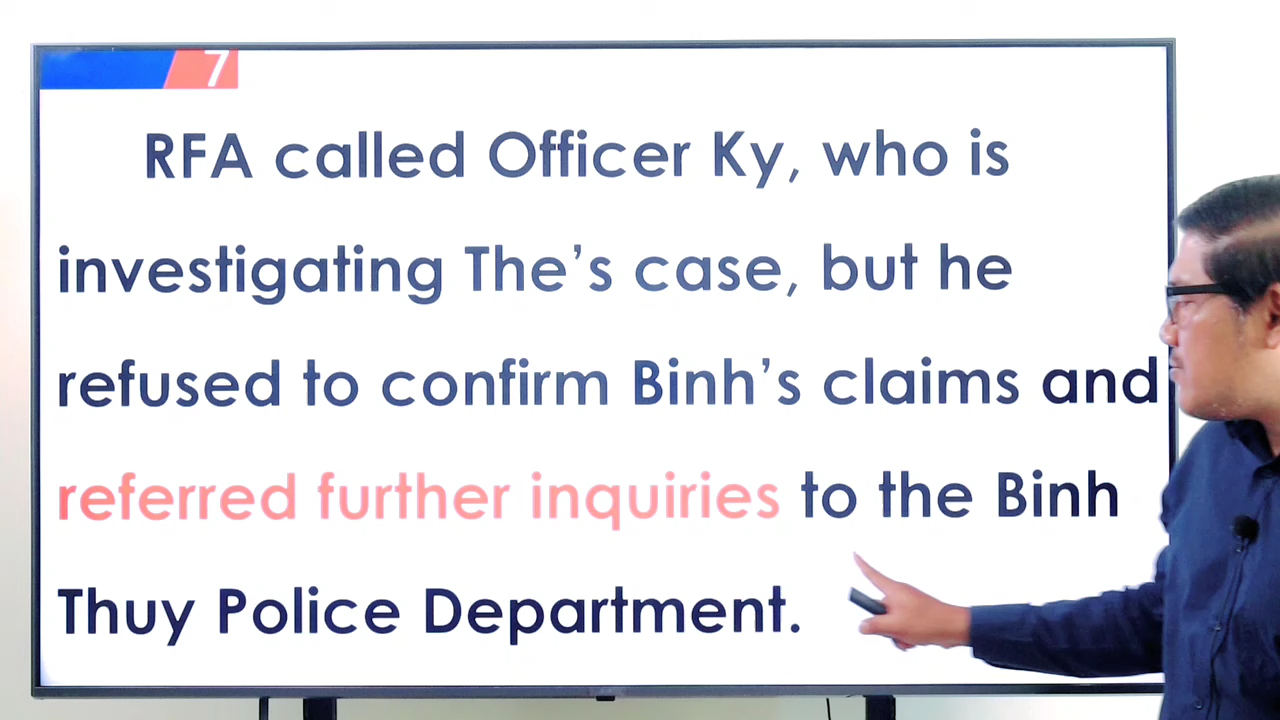 7
RFA called Officer Ky, who is
investigating The’s case, but he
refused to confirm Binh’s claims and
referred further inquiries to the Binh
Thuy Police Department.